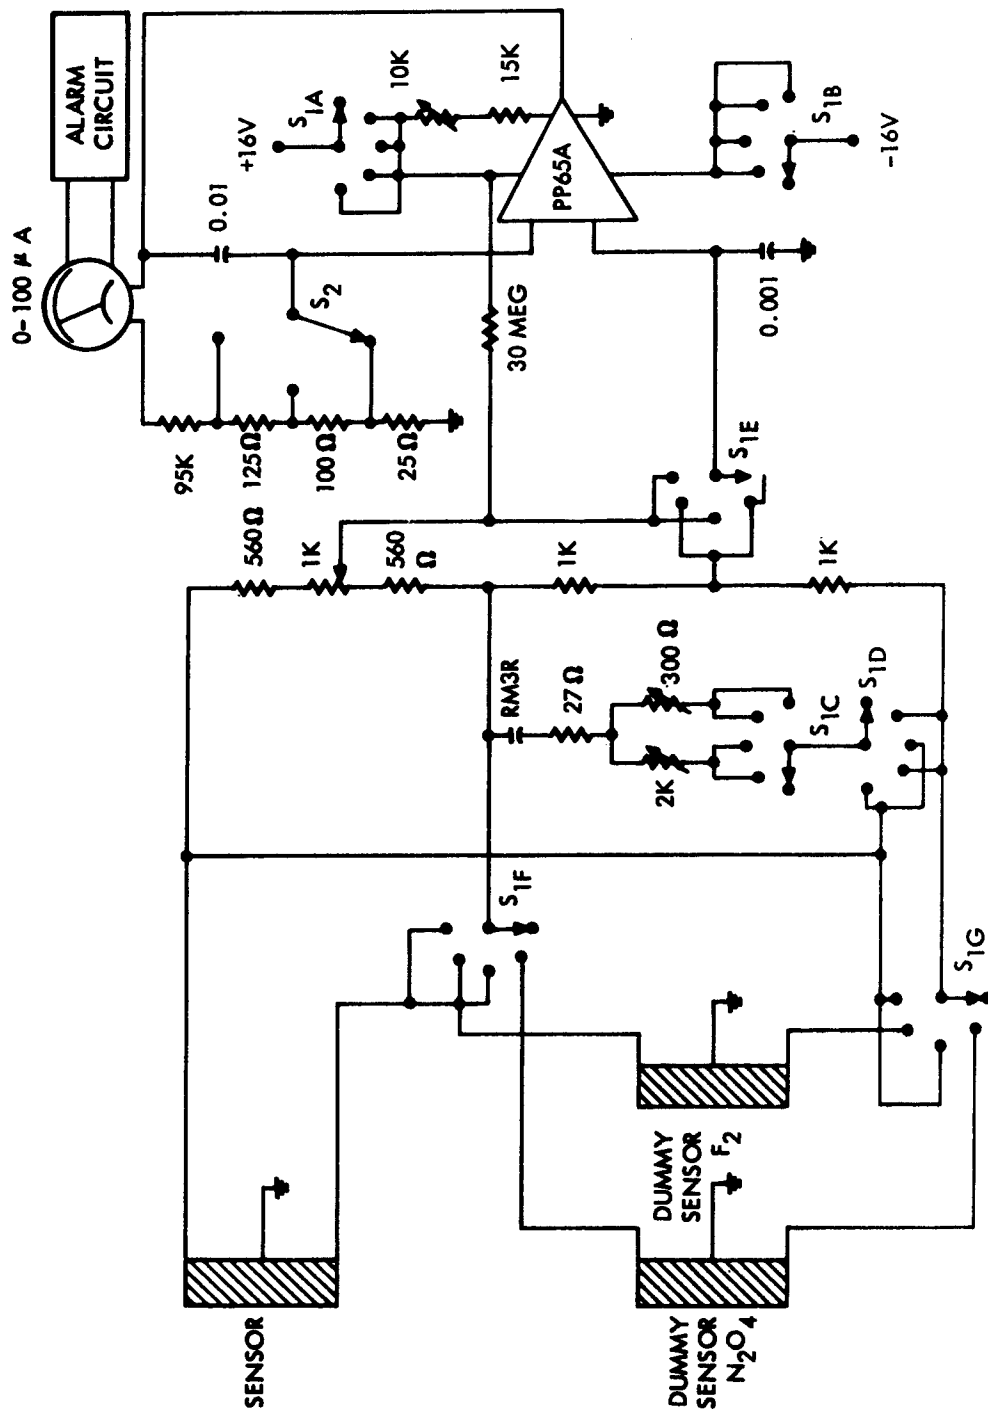 0-100 μ A
ALARM
CIRCUIT
+16V
S1A
10K
15K
0.01
S2
PP65A
S1B
-16V
95K
125Ω
100Ω
25Ω
30 MEG
0.001
560Ω
1K
560
Ω
1K
S1E
1K
RM3R
27Ω
300 Ω
2K
S1C
S1D
S1F
S1G
SENSOR
DUMMY
SENSOR
F2
DUMMY
SENSOR
N2O4